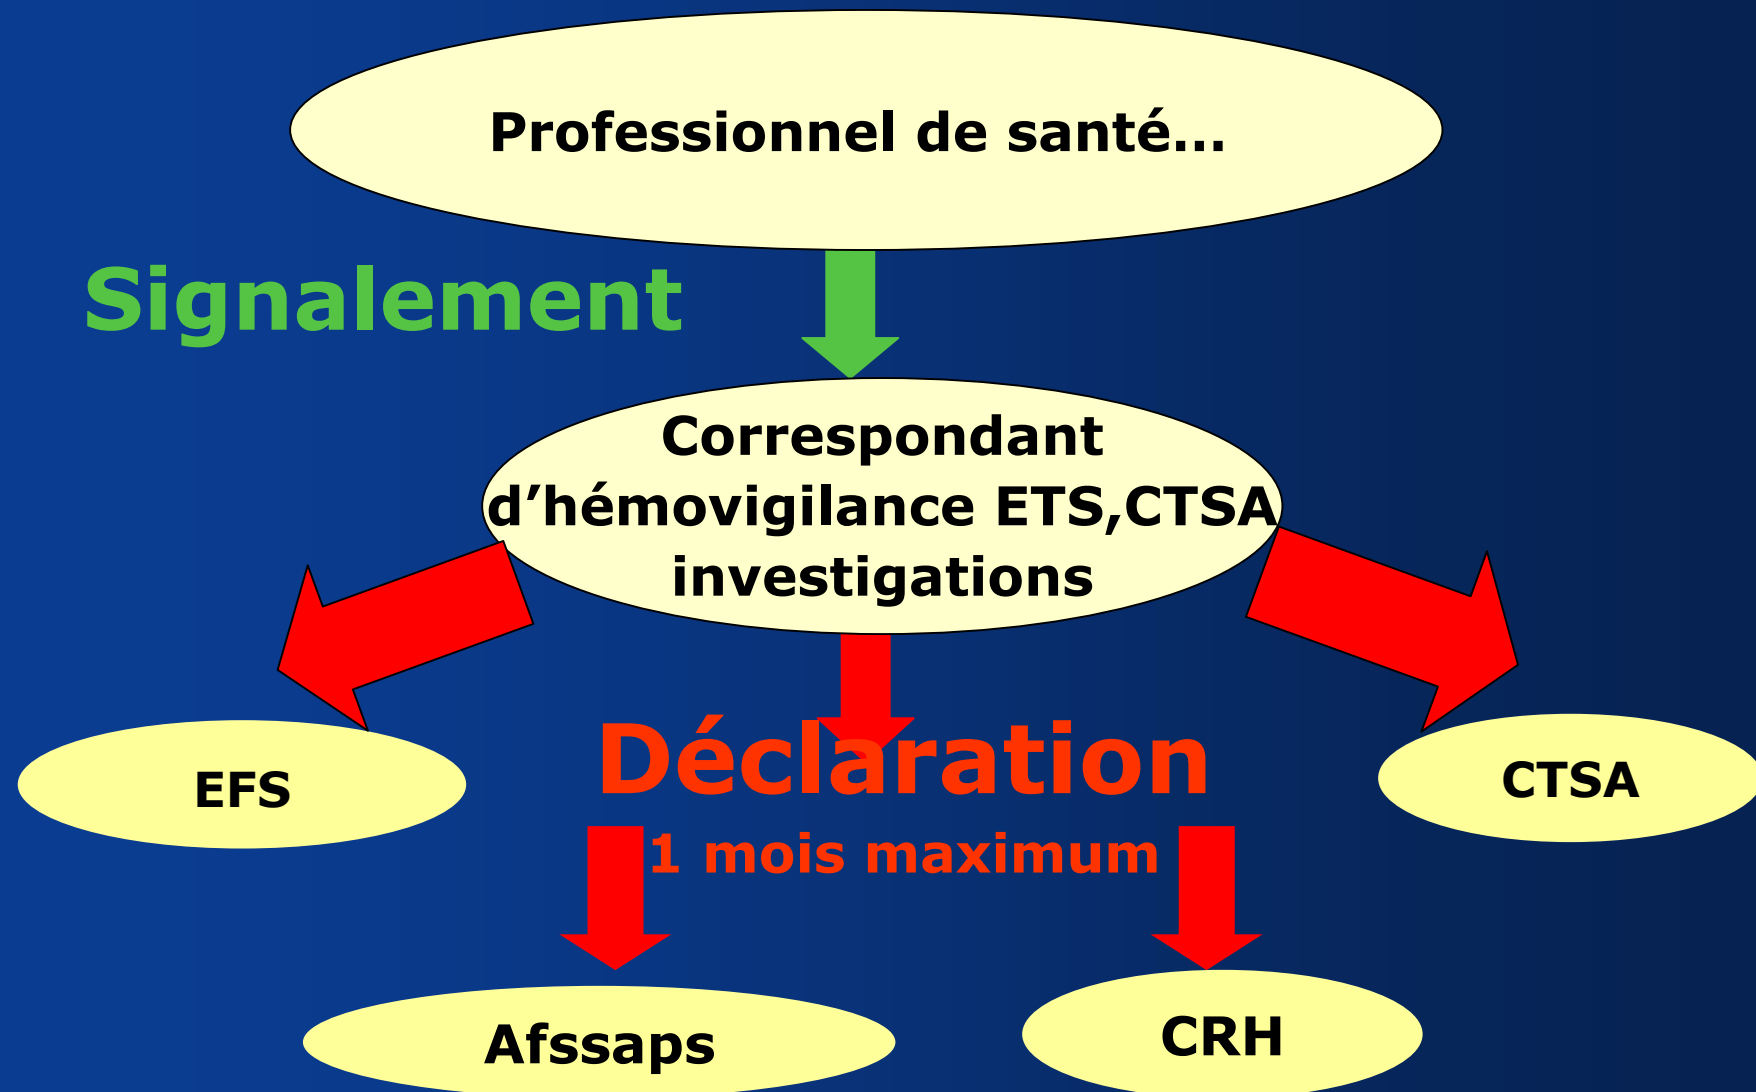 Professionnel de santé…
Signalement
Correspondant
d’hémovigilance ETS,CTSA
investigations
EFS
Déclaration
1 mois maximum
CTSA
Afssaps
CRH